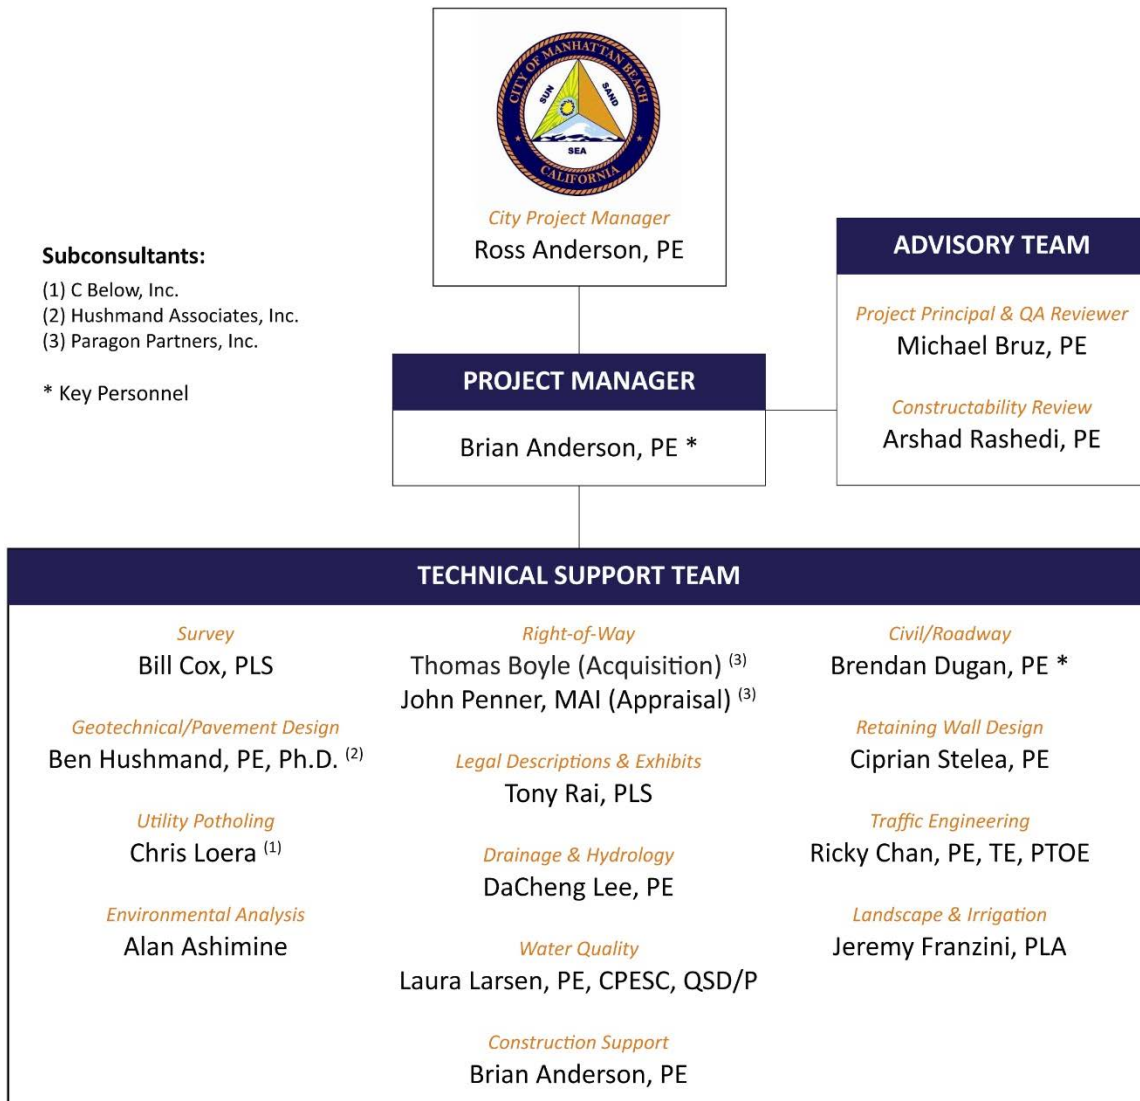 CITY OF MANHATTAN BEACH
SUN
SAND
SEA
CALIFORNIA
City Project Manager
Ross Anderson, PE
Subconsultants:
(1) C Below, Inc.
(2) Hushmand Associates, Inc.
(3) Paragon Partners, Inc.
* Key Personnel
ADVISORY TEAM
Project Principal & QA Reviewer
Michael Bruz, PE
Constructability Review
Arshad Rashedi, PE
PROJECT MANAGER
Brian Anderson, PE *
TECHNICAL SUPPORT TEAM
Survey
Bill Cox, PLS
Geotechnical/Pavement Design
Ben Hushmand, PE, Ph.D. (2)
Utility Potholing
Chris Loera (1)
Environmental Analysis
Alan Ashimine
Right-of-Way
Thomas Boyle (Acquisition) (3)
John Penner, MAI (Appraisal) (3)
Legal Descriptions & Exhibits
Tony Rai, PLS
Drainage & Hydrology
DaCheng Lee, PE
Water Quality
Laura Larsen, PE, CPESC, QSD/P
Construction Support
Brian Anderson, PE
Civil/Roadway
Brendan Dugan, PE *
Retaining Wall Design
Ciprian Stelea, PE
Traffic Engineering
Ricky Chan, PE, TE, PTOE
Landscape & Irrigation
Jeremy Franzini, PLA